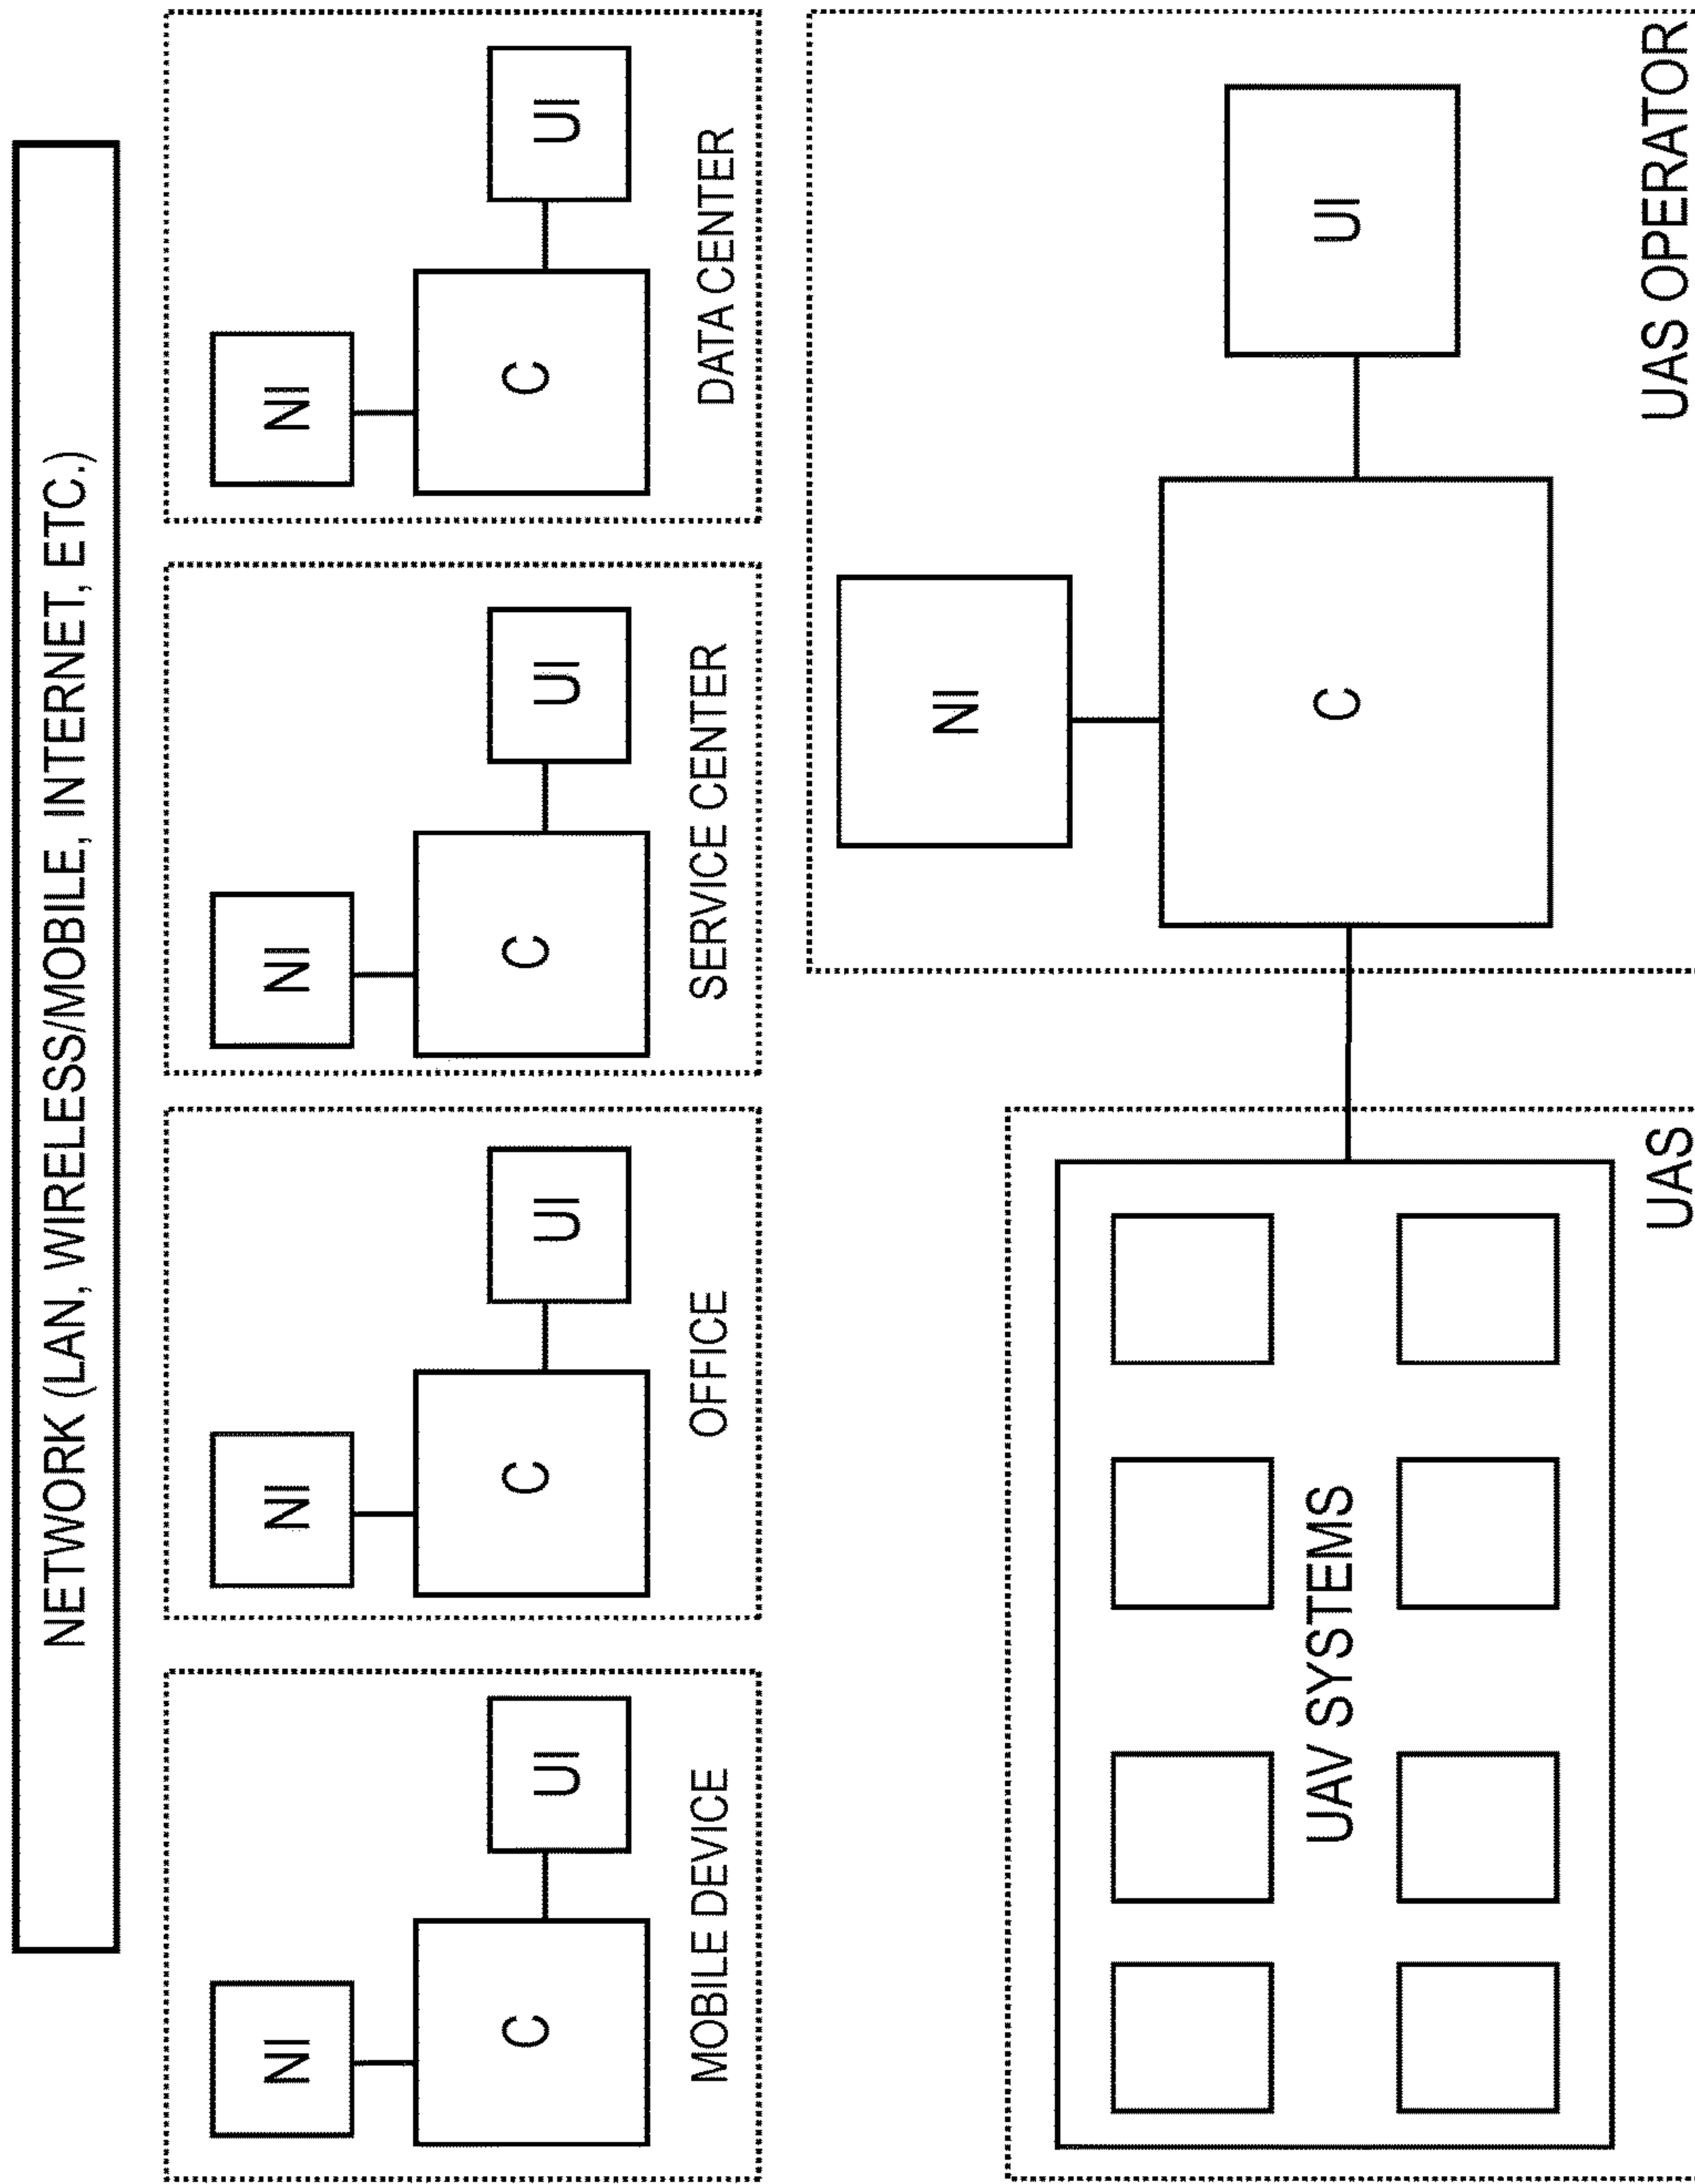 NETWORK (LAN, WIRELESS/MOBILE, INTERNET, ETC.)
NI
C
UI
MOBILE DEVICE
NI
C
UI
OFFICE
NI
C
UI
SERVICE CENTER
NI
C
UI
DATA CENTER
UAV SYSTEMS
UAS
NI
C
UI
UAS OPERATOR